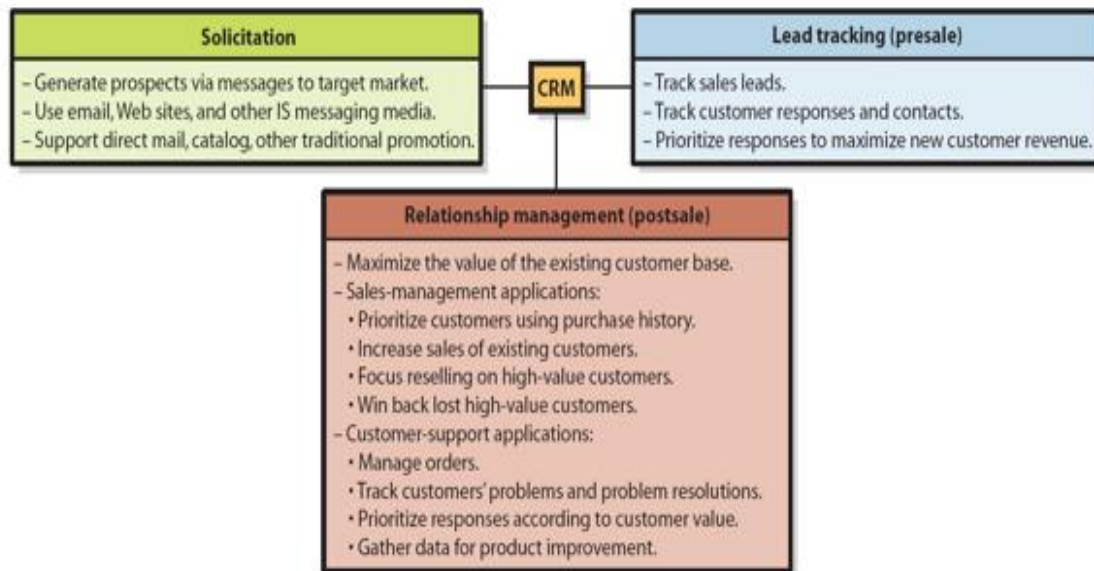 Solicitation
– Generate prospects via messages to target market.
– Use email, Web sites, and other IS messaging media.
– Support direct mail, catalog, other traditional promotion.
CRM
Lead tracking (presale)
– Track sales leads.
– Track customer responses and contacts.
– Prioritize responses to maximize new customer revenue.
Relationship management (postsale)
– Maximize the value of the existing customer base.
– Sales-management applications:
• Prioritize customers using purchase history.
• Increase sales of existing customers.
• Focus reselling on high-value customers.
• Win back lost high-value customers.
– Customer-support applications:
• Manage orders.
• Track customers' problems and problem resolutions.
• Prioritize responses according to customer value.
• Gather data for product improvement.